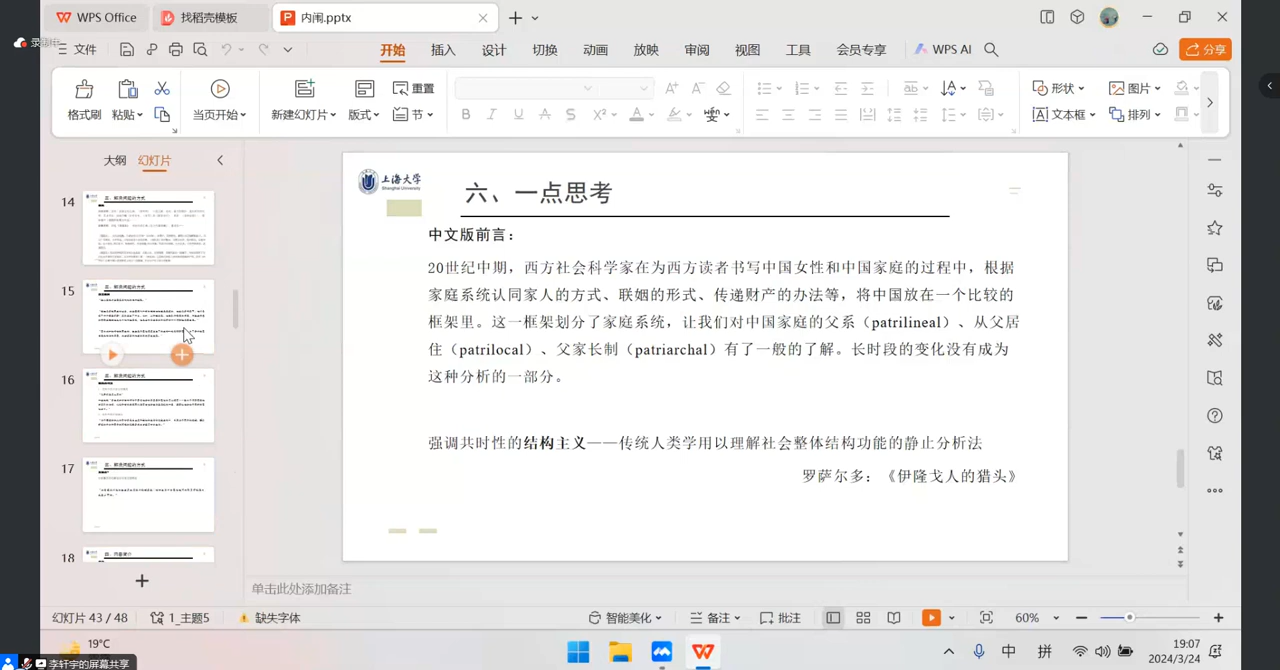 WPS Office
找稻壳模板
内闱.pptx
录制中
文件
开始
插入
设计
切换
动画
放映
审阅
视图
工具
会员专享
WPS AI
分享
格式刷
粘贴
当页开始
新建幻灯片
版式
重置
节
形状
图片
文本框
排列
大纲
幻灯片
14
15
16
17
18
上海大学
Shanghai University
六、一点思考
中文版前言：
20世纪中期，西方社会科学家在为西方读者书写中国女性和中国家庭的过程中，根据
家庭系统认同家人的方式、联姻的形式、传递财产的办法等，将中国放在一个比较的
框架里。这一框架划分了家庭系统，让我们对中国家庭的父系（patrilineal）、从父居
住（patrilocal）、父家长制（patriarchal）有了一般的了解。长时段的变化没有成为
这种分析的一部分。
强调共时性的结构主义——传统人类学用以理解社会整体结构功能的静止分析法
罗萨尔多：《伊隆戈人的猎头》
单击此处添加备注
幻灯片 43 / 48
1_主题5
缺失字体
智能美化
备注
批注
60%
19°C
中
拼
19:07
2024/3/24
李轩宇的屏幕共享